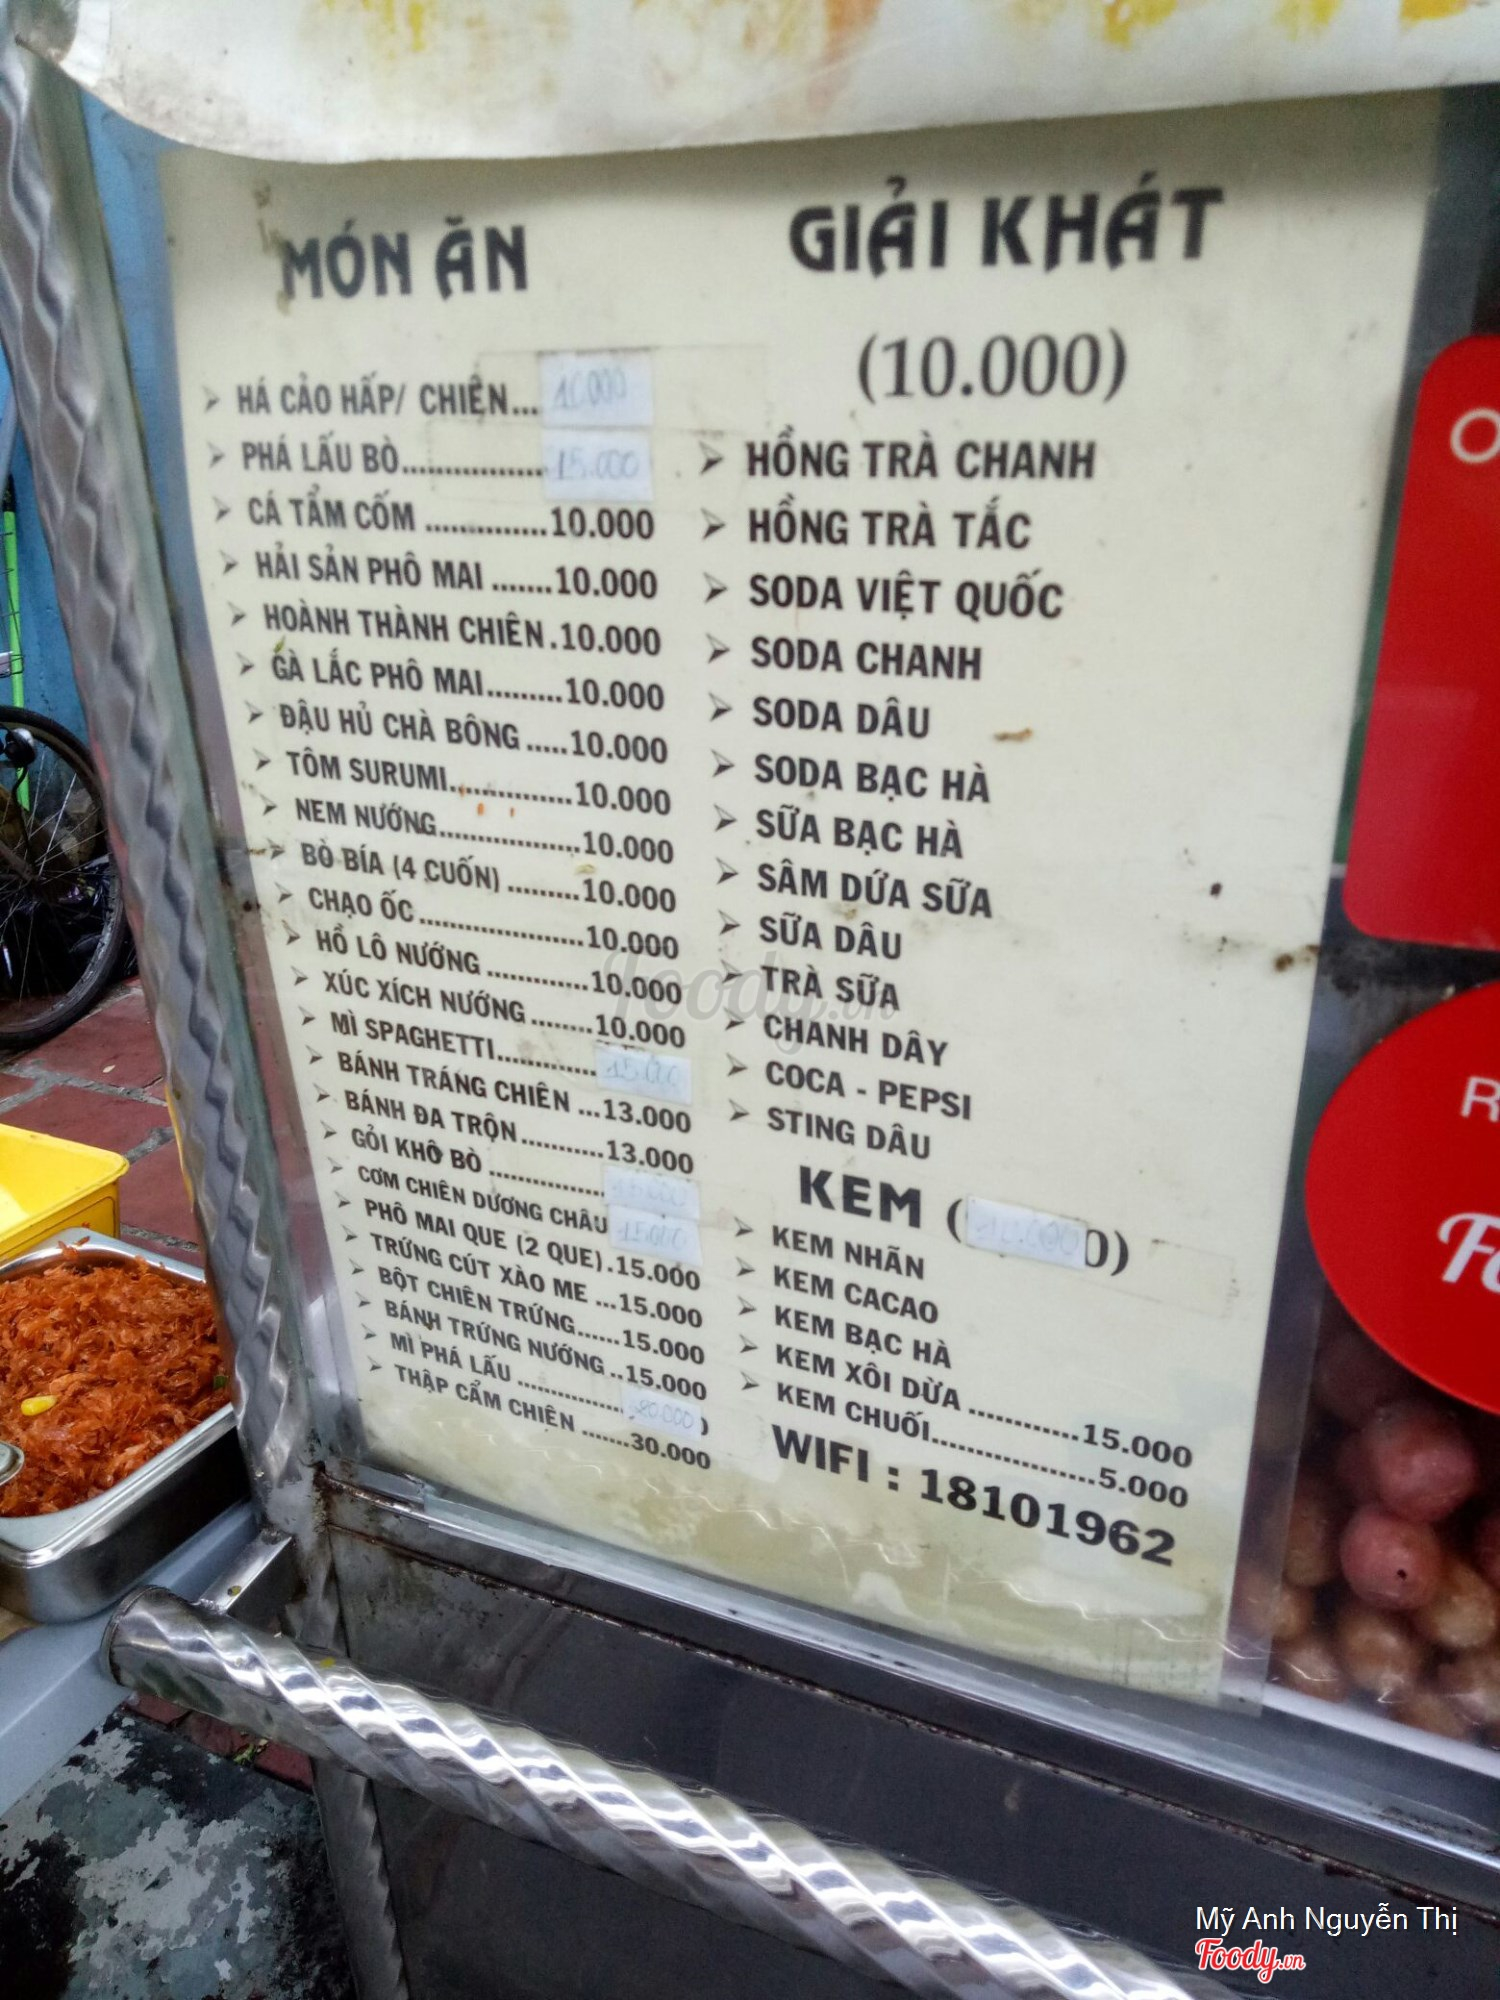 MÓN ĂN
HÁ CẢO HẤP/ CHIÊN...10.000
PHÁ LẤU BÒ.................15.000
CÁ TẨM CỐM ..............10.000
HẢI SẢN PHÔ MAI .......10.000
HOÀNH THÀNH CHIÊN.10.000
GÀ LẮC PHÔ MAI.........10.000
ĐẬU HỦ CHÀ BÔNG .....10.000
TÔM SURUMI...............10.000
NEM NƯỚNG.................10.000
BÒ BÍA (4 CUỐN) .........10.000
CHẠO ỐC ....................10.000
HỒ LÔ NƯỚNG ............10.000
XÚC XÍCH NƯỚNG ........10.000
MÌ SPAGHETTI............15.000
BÁNH TRÁNG CHIÊN ...13.000
BÁNH ĐA TRỘN..........13.000
GỎI KHÔ BÒ ..............
CƠM CHIÊN DƯƠNG CHÂU 15.000
PHÔ MAI QUE (2 QUE).15.000
TRỨNG CÚT XÀO ME ...15.000
BỘT CHIÊN TRỨNG......15.000
BÁNH TRỨNG NƯỚNG ..15.000
MÌ PHÁ LẤU ...............20.000)
THẬP CẨM CHIÊN .......30.000
GIẢI KHÁT
(10.000)
HỒNG TRÀ CHANH
HỒNG TRÀ TẮC
SODA VIỆT QUỐC
SODA CHANH
SODA DÂU
SODA BẠC HÀ
SỮA BẠC HÀ
SÂM DỨA SỮA
SỮA DÂU
TRÀ SỮA
CHANH DÂY
COCA - PEPSI
STING DÂU
KEM (
KEM NHÃN
KEM CACAO
KEM BẠC HÀ
KEM XÔI DỪA ...........15.000
KEM CHUỐI.................5.000
WIFI : 18101962
Foody.vn
Mỹ Anh Nguyễn Thị
Foody.vn